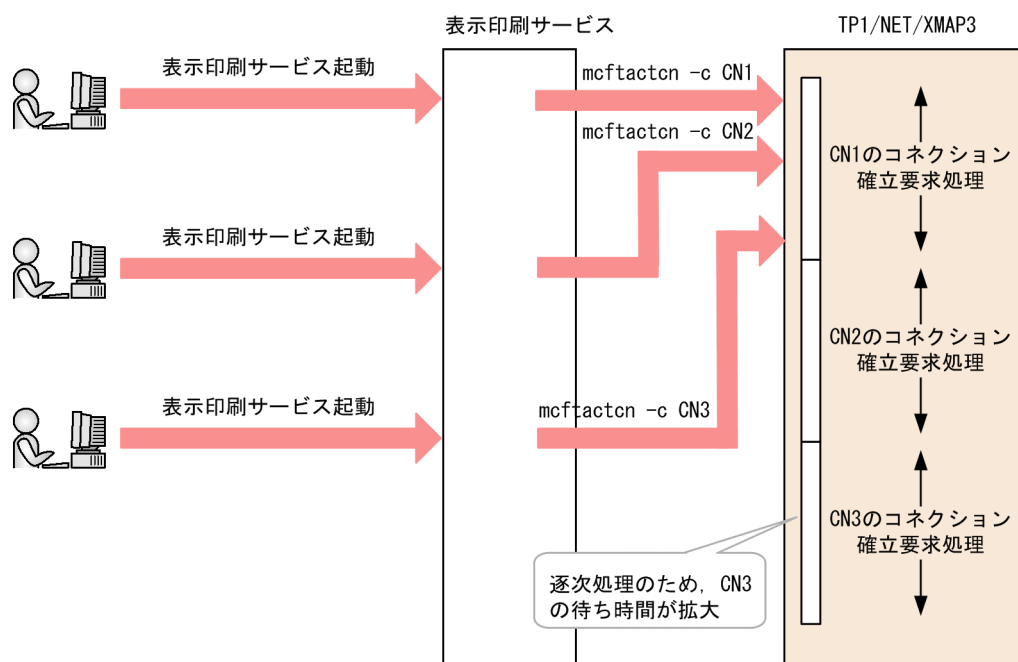 表示印刷サービス
TP1/NET/XMAP3
表示印刷サービス起動
mcftactcn -c CN1
mcftactcn -c CN2
CN1のコネクション
確立要求処理
表示印刷サービス起動
CN2のコネクション
確立要求処理
表示印刷サービス起動
mcftactcn -c CN3
CN3のコネクション
確立要求処理
逐次処理のため，CN3
の待ち時間が拡大